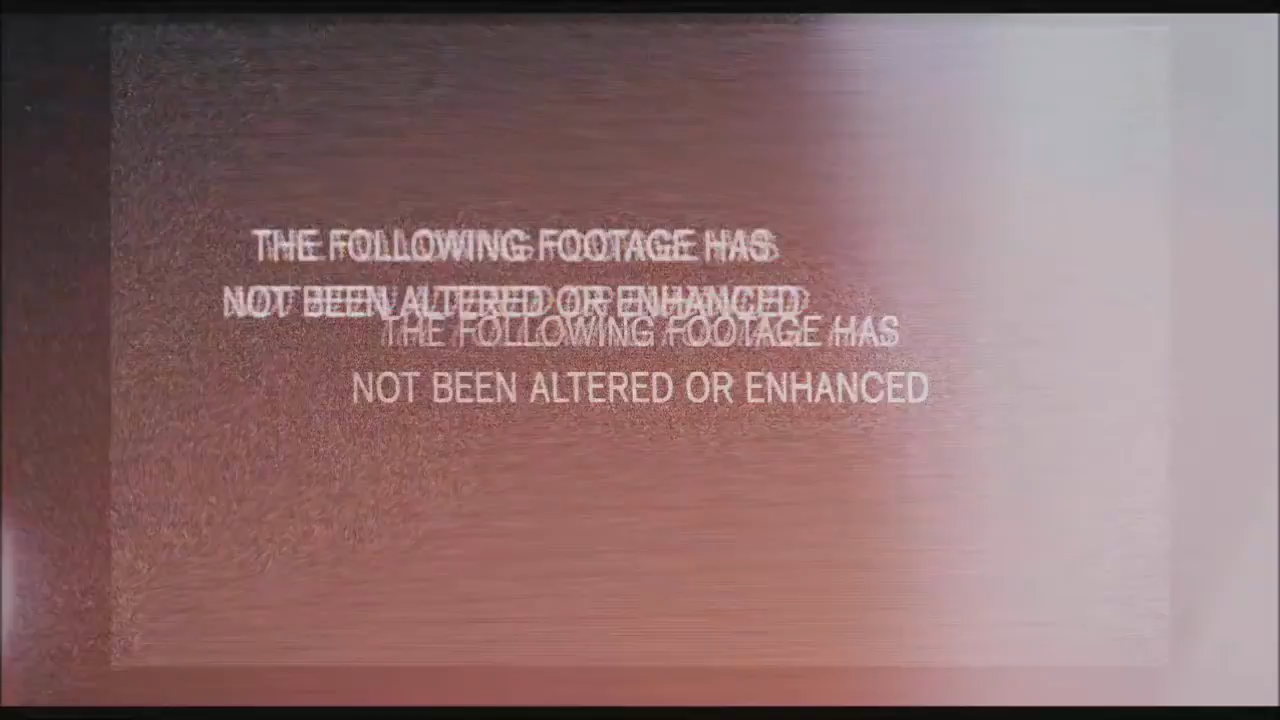 THE FOLLOWING FOOTAGE HAS
NOT BEEN ALTERED OR ENHANCED
THE FOLLOWING FOOTAGE HAS
NOT BEEN ALTERED OR ENHANCED